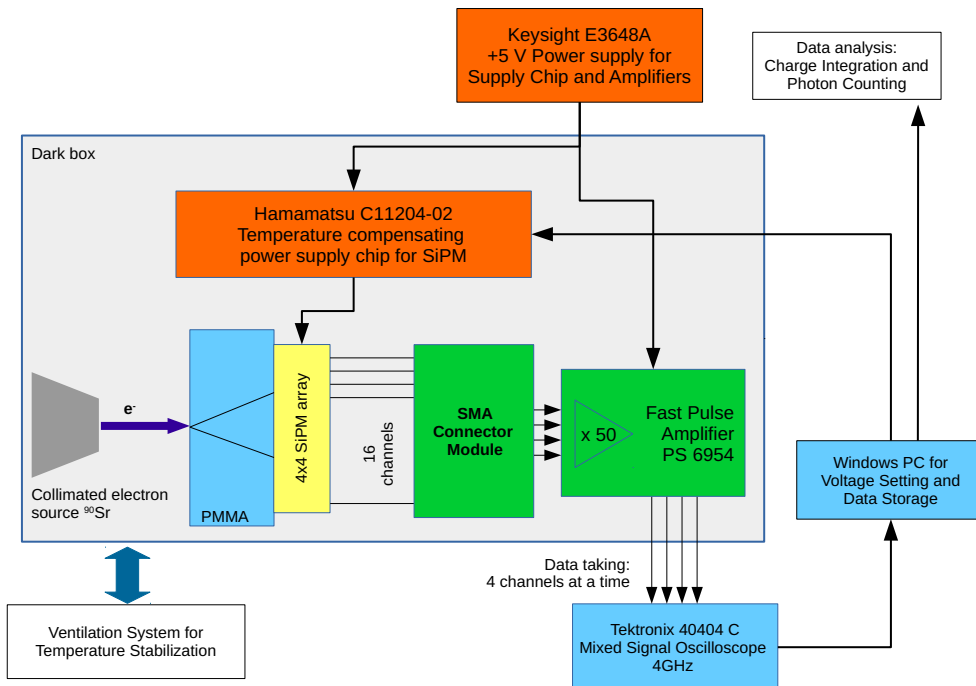 Keysight E3648A
+5 V Power supply for
Supply Chip and Amplifiers
Data analysis:
Charge Integration and
Photon Counting
Dark box
Hamamatsu C11204-02
Temperature compensating
power supply chip for SiPM
e-
Collimated electron
source ⁹⁰Sr
PMMA
4x4 SiPM array
16
channels
SMA
Connector
Module
x 50
Fast Pulse
Amplifier
PS 6954
Windows PC for
Voltage Setting and
Data Storage
Data taking:
4 channels at a time
Ventilation System for
Temperature Stabilization
Tektronix 40404 C
Mixed Signal Oscilloscope
4GHz